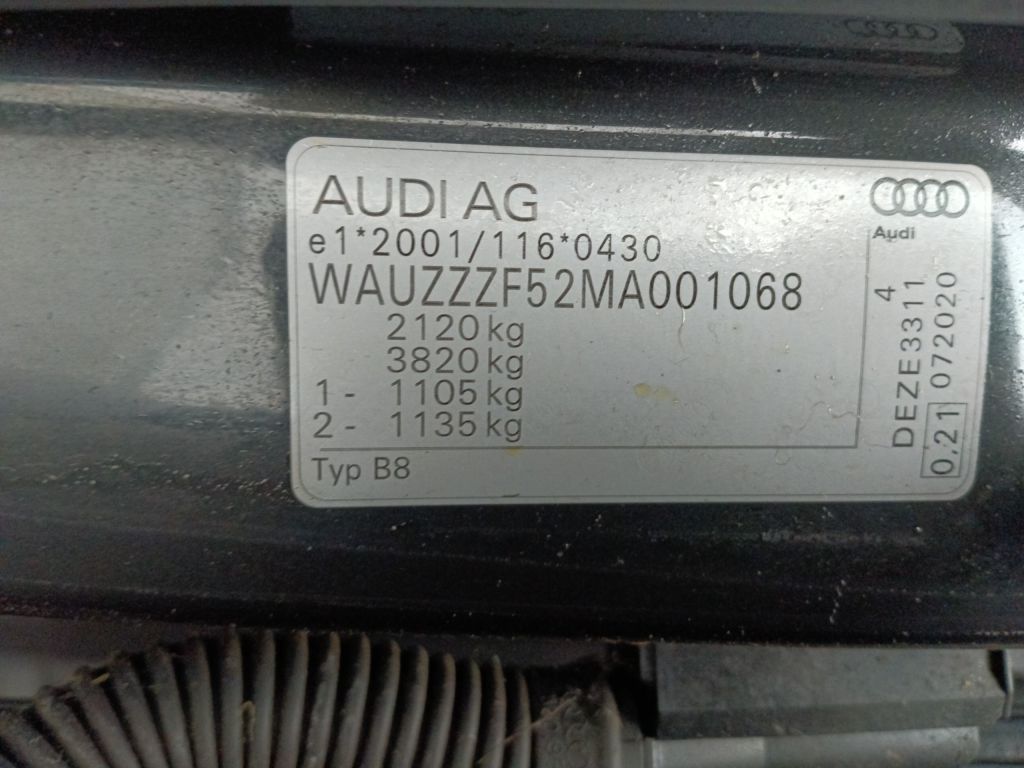 AUDI AG
e1*2001/116*0430
WAUZZZF52MA001068
2120 kg
3820 kg
1 - 1105 kg
2 - 1135 kg
Typ B8
Audi
4
DEZE3311
0,21 072020